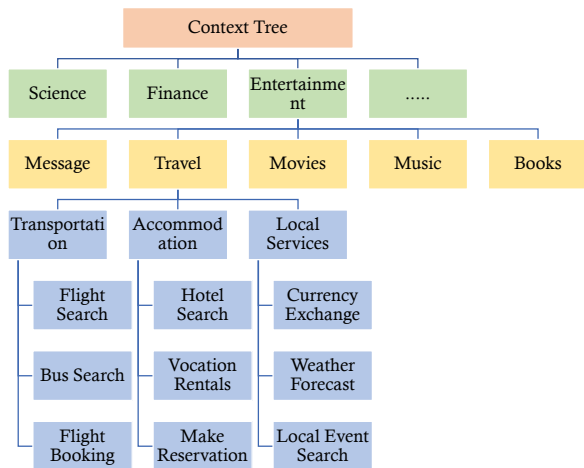 Context Tree
Science
Finance
Entertainme
nt
.....
Message
Travel
Movies
Music
Books
Transportati
on
Accommod
ation
Local
Services
Flight
Search
Hotel
Search
Currency
Exchange
Bus Search
Vocation
Rentals
Weather
Forecast
Flight
Booking
Make
Reservation
Local Event
Search